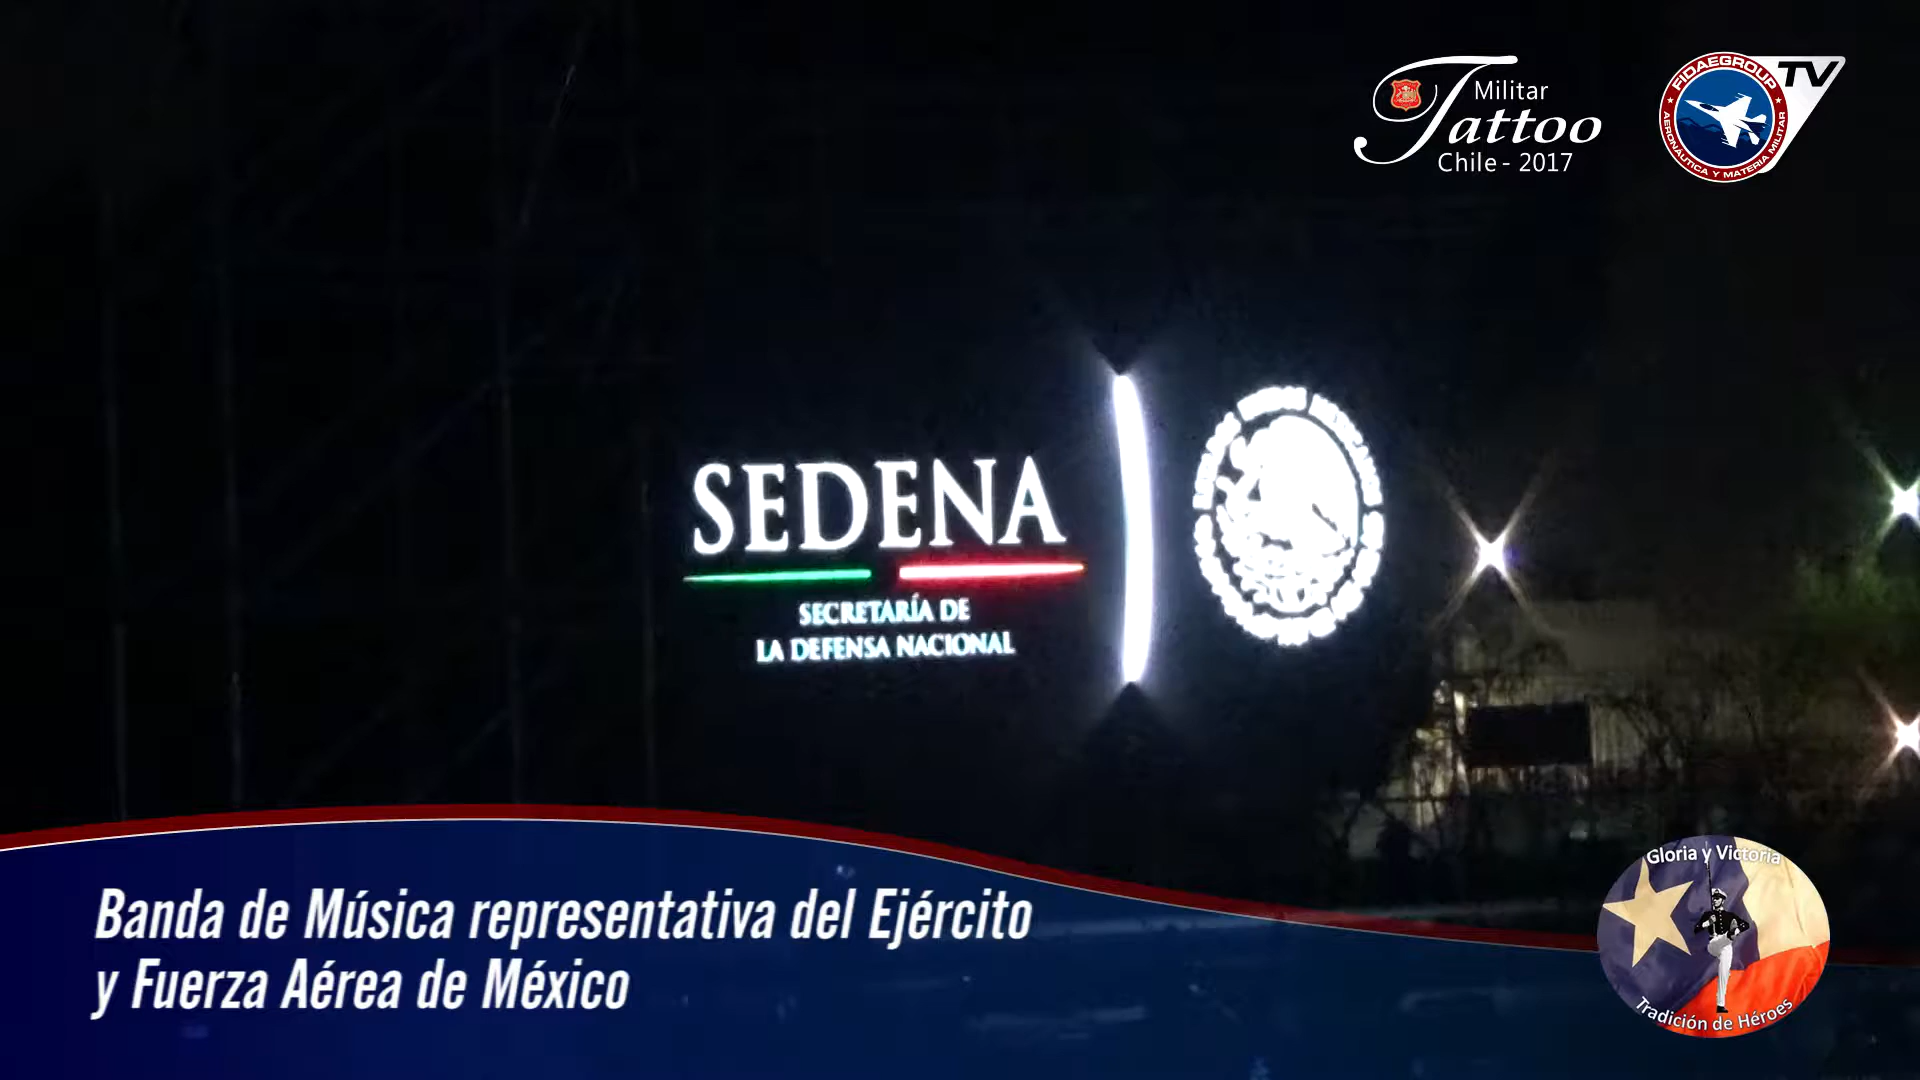 Militar
Tattoo
Chile - 2017
FIDAEGROUP
TV
AERONÁUTICA Y MATERIA MILITAR
SEDENA
SECRETARÍA DE
LA DEFENSA NACIONAL
Banda de Música representativa del Ejército
y Fuerza Aérea de México
Gloria y Victoria
Tradición de Héroes